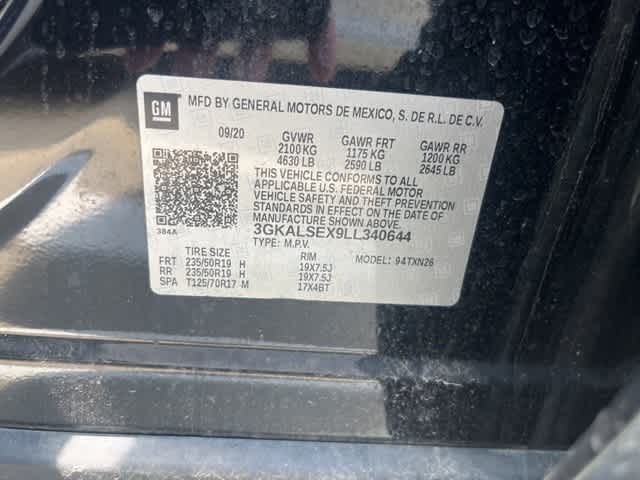 GM
MFD BY GENERAL MOTORS DE MEXICO, S. DE R.L. DE C.V.
09/20 GVWR GAWR FRT GAWR RR
2100 KG 1175 KG 1200 KG
4630 LB 2590 LB 2645 LB
THIS VEHICLE CONFORMS TO ALL
APPLICABLE U.S. FEDERAL MOTOR
VEHICLE SAFETY AND THEFT PREVENTION
STANDARDS IN EFFECT ON THE DATE OF
MANUFACTURE SHOWN ABOVE.
384A 3GKALSEX9LL340644
TYPE: M.P.V. MODEL: 94TXN26
TIRE SIZE RIM
FRT 235/50R19 H 19X7.5J
RR 235/50R19 H 19X7.5J
SPA T125/70R17 M 17X4BT